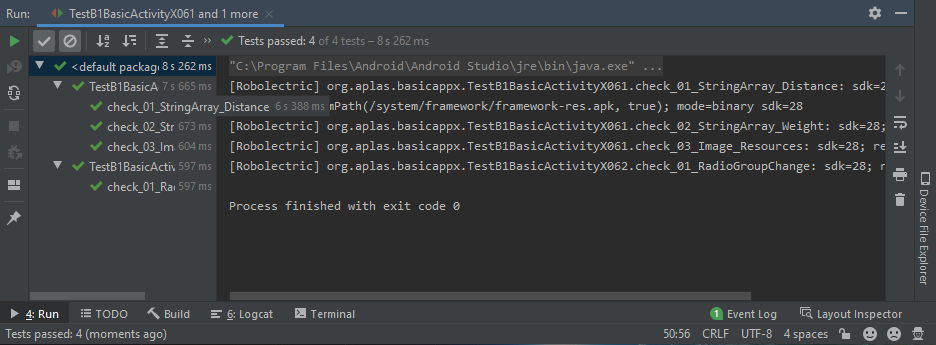 Run: TestB1BasicActivityX061 and 1 more ×
Tests passed: 4 of 4 tests – 8 s 262 ms
<default packag 8 s 262 ms
TestB1BasicA 7 s 665 ms
check_01_StringArray_Distance 6 s 388 ms
check_02_Str 673 ms
check_03_Im 604 ms
TestB1BasicActiv 597 ms
check_01_Rad 597 ms
"C:\Program Files\Android\Android Studio\jre\bin\java.exe" ...
[Robolectric] org.aplas.basicappx.TestB1BasicActivityX061.check_01_StringArray_Distance: sdk=2
mPath(/system/framework/framework-res.apk, true); mode=binary sdk=28
[Robolectric] org.aplas.basicappx.TestB1BasicActivityX061.check_02_StringArray_Weight: sdk=28;
[Robolectric] org.aplas.basicappx.TestB1BasicActivityX061.check_03_Image_Resources: sdk=28; re
[Robolectric] org.aplas.basicappx.TestB1BasicActivityX062.check_01_RadioGroupChange: sdk=28; r
Process finished with exit code 0
Device File Explorer
4: Run TODO Build 6: Logcat Terminal 1 Event Log Layout Inspector
Tests passed: 4 (moments ago) 50:56 CRLF UTF-8 4 spaces